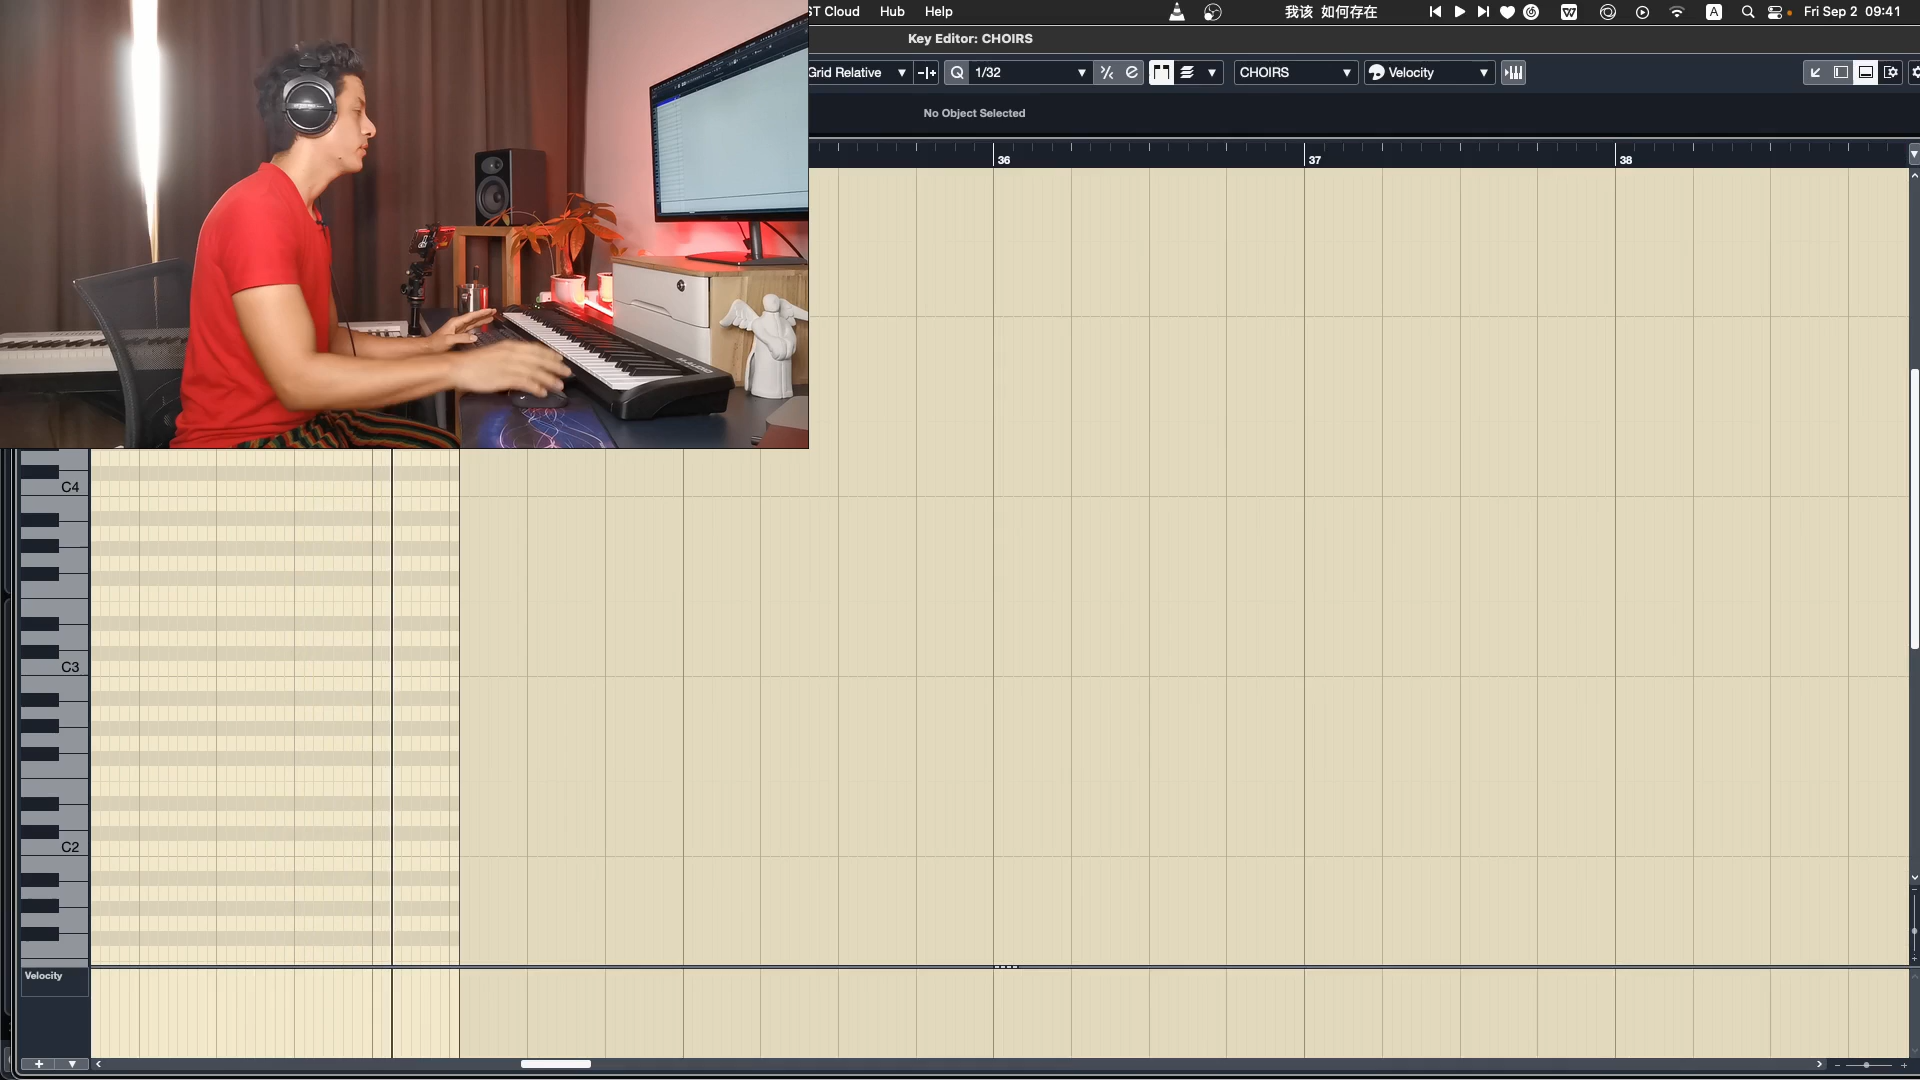 ST Cloud Hub Help 我该 如何存在 A Fri Sep 2 09:41
Key Editor: CHOIRS
Grid Relative 1/32 CHOIRS Velocity
No Object Selected
36 37 38
C4
C3
C2
Velocity